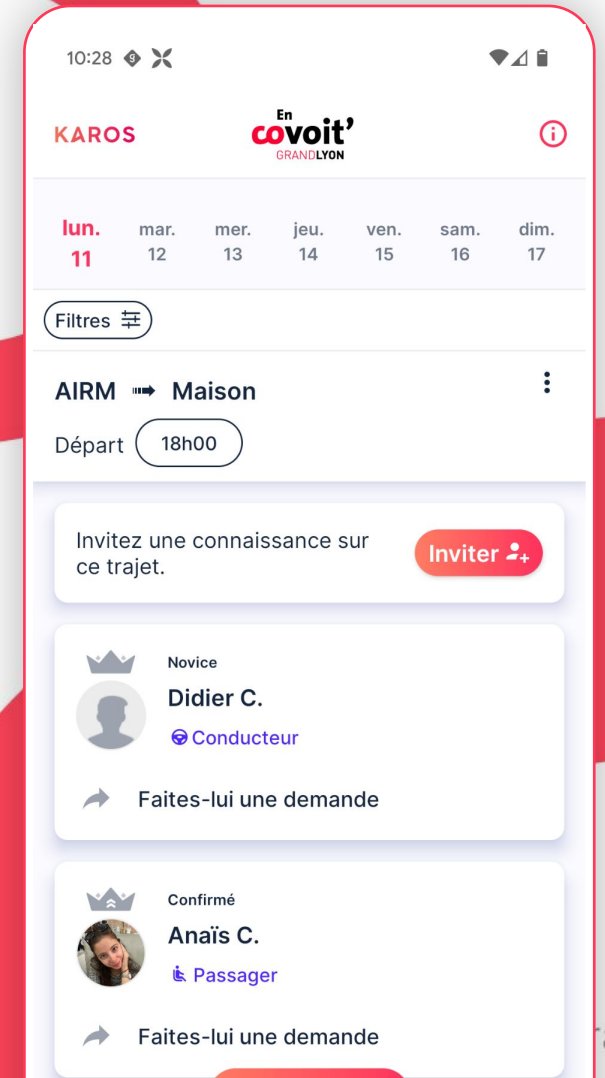 10:28
KAROS
En
covoit'
GRANDLYON
lun. mar. mer. jeu. ven. sam. dim.
11 12 13 14 15 16 17
Filtres
AIRM Maison
Départ 18h00
Invitez une connaissance sur
ce trajet.
Inviter
Novice
Didier C.
Conducteur
Faites-lui une demande
Confirmé
Anaïs C.
Passager
Faites-lui une demande